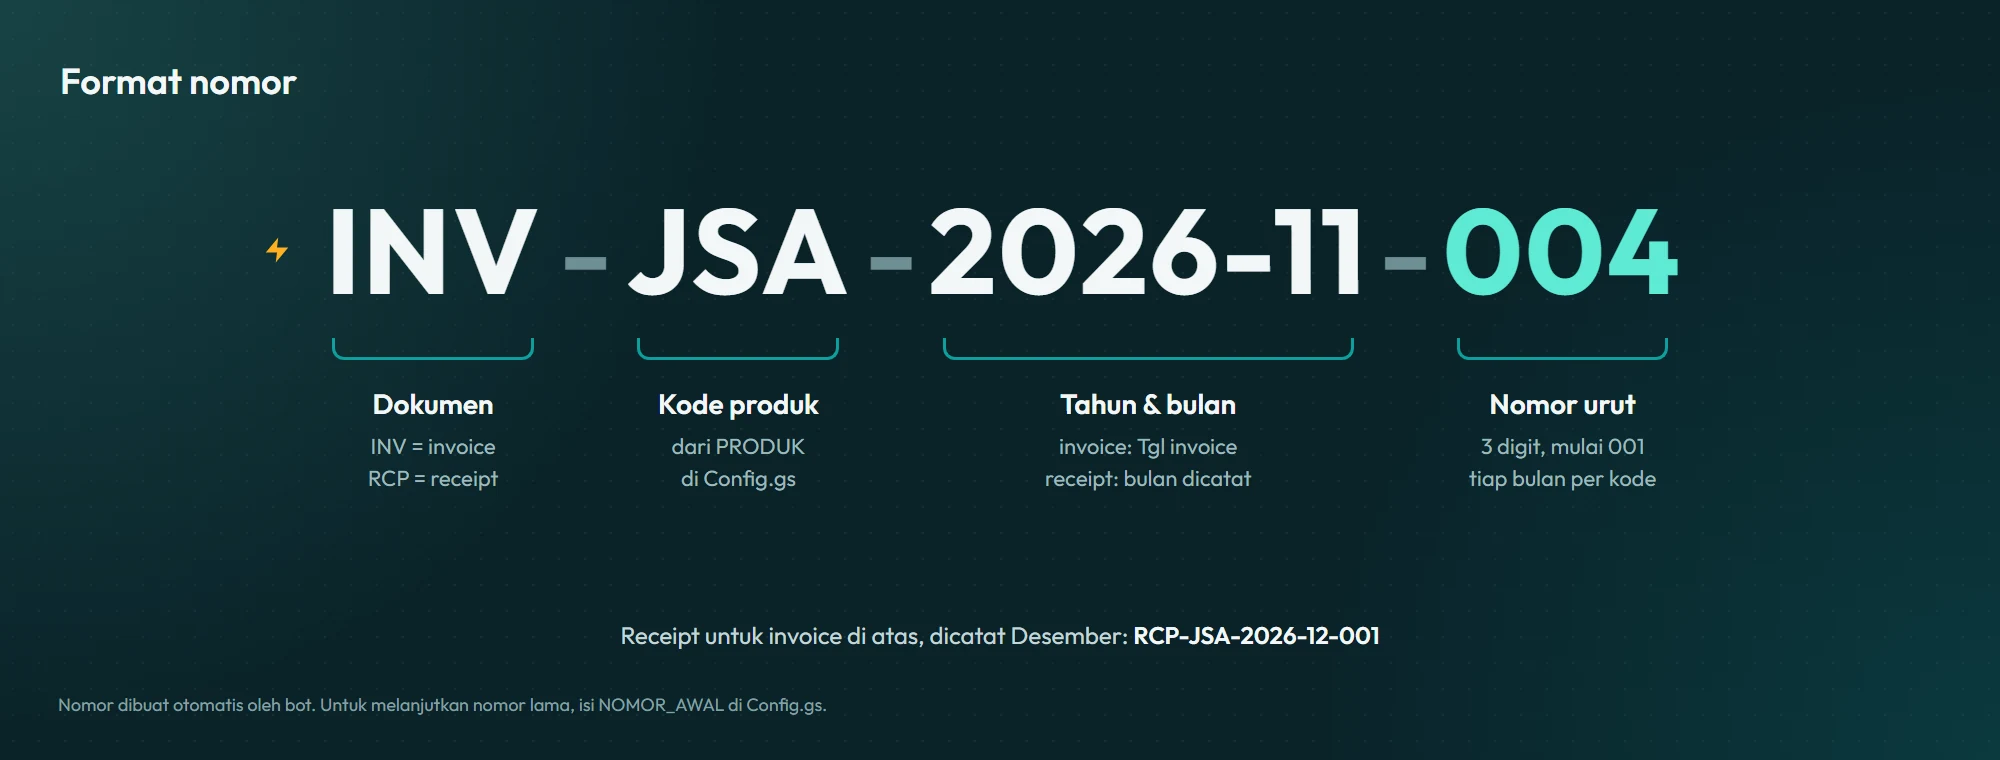 Format nomor
INV - JSA - 2026-11 - 004
Dokumen
INV = invoice
RCP = receipt
Kode produk
dari PRODUK
di Config.gs
Tahun & bulan
invoice: Tgl invoice
receipt: bulan dicatat
Nomor urut
3 digit, mulai 001
tiap bulan per kode
Receipt untuk invoice di atas, dicatat Desember: RCP-JSA-2026-12-001
Nomor dibuat otomatis oleh bot. Untuk melanjutkan nomor lama, isi NOMOR_AWAL di Config.gs.